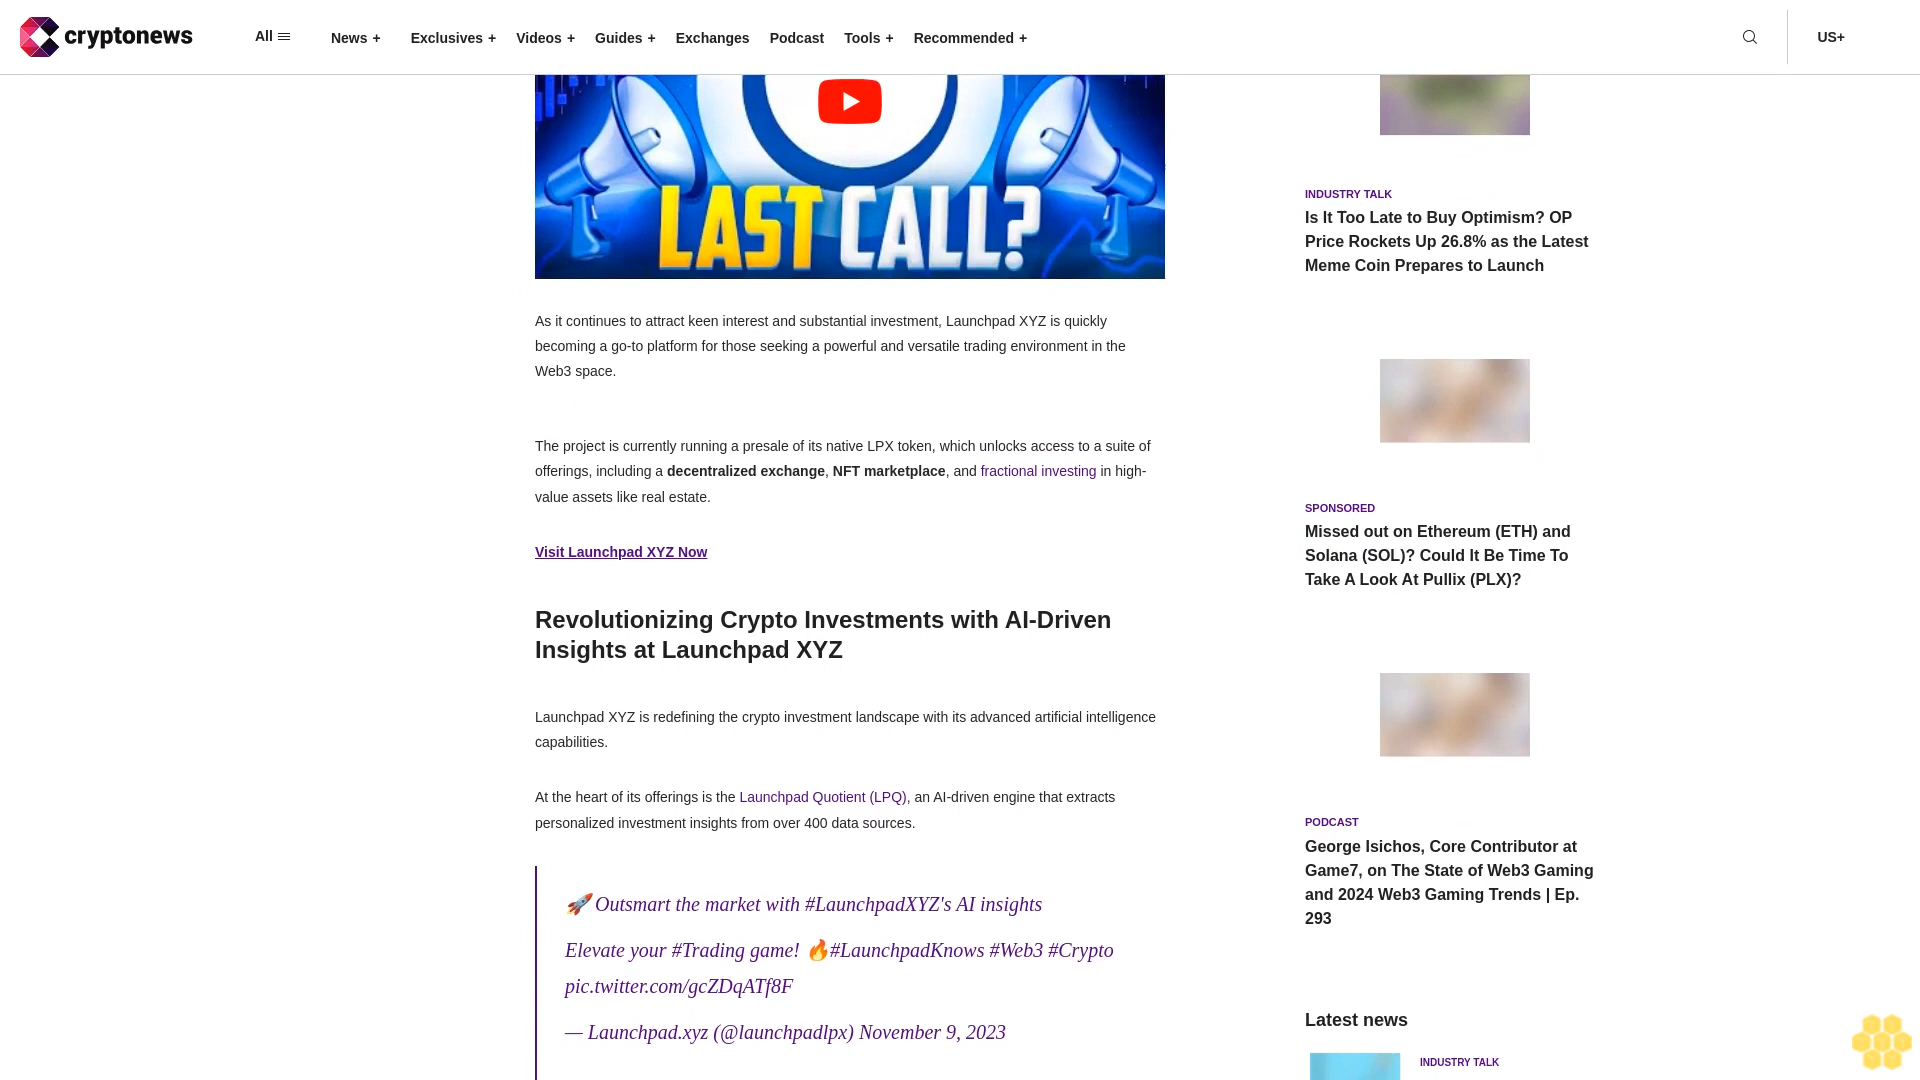 cryptonews
All
News +
Exclusives +
Videos +
Guides +
Exchanges
Podcast
Tools +
Recommended +
US+
LAST CALL?
As it continues to attract keen interest and substantial investment, Launchpad XYZ is quickly
becoming a go-to platform for those seeking a powerful and versatile trading environment in the
Web3 space.
The project is currently running a presale of its native LPX token, which unlocks access to a suite of
offerings, including a decentralized exchange, NFT marketplace, and fractional investing in high-
value assets like real estate.
Visit Launchpad XYZ Now
Revolutionizing Crypto Investments with AI-Driven
Insights at Launchpad XYZ
Launchpad XYZ is redefining the crypto investment landscape with its advanced artificial intelligence
capabilities.
At the heart of its offerings is the Launchpad Quotient (LPQ), an AI-driven engine that extracts
personalized investment insights from over 400 data sources.
🚀 Outsmart the market with #LaunchpadXYZ's AI insights
Elevate your #Trading game! 🔥#LaunchpadKnows #Web3 #Crypto
pic.twitter.com/gcZDqATf8F
— Launchpad.xyz (@launchpadlpx) November 9, 2023
INDUSTRY TALK
Is It Too Late to Buy Optimism? OP
Price Rockets Up 26.8% as the Latest
Meme Coin Prepares to Launch
SPONSORED
Missed out on Ethereum (ETH) and
Solana (SOL)? Could It Be Time To
Take A Look At Pullix (PLX)?
PODCAST
George Isichos, Core Contributor at
Game7, on The State of Web3 Gaming
and 2024 Web3 Gaming Trends | Ep.
293
Latest news
INDUSTRY TALK